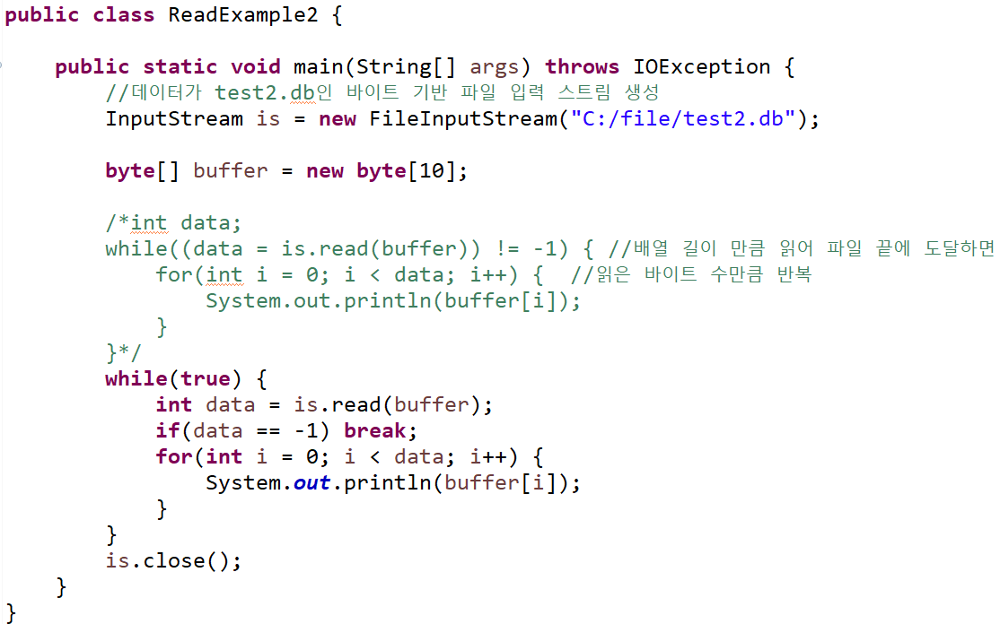 public class ReadExample2 {
public static void main(String[] args) throws IOException {
//데이터가 test2.db인 바이트 기반 파일 입력 스트림 생성
InputStream is = new FileInputStream("C:/file/test2.db");
byte[] buffer = new byte[10];
/*int data;
while((data = is.read(buffer)) != -1) { //배열 길이 만큼 읽어 파일 끝에 도달하면
for(int i = 0; i < data; i++) { //읽은 바이트 수만큼 반복
System.out.println(buffer[i]);
}
}*/
while(true) {
int data = is.read(buffer);
if(data == -1) break;
for(int i = 0; i < data; i++) {
System.out.println(buffer[i]);
}
}
is.close();
}
}